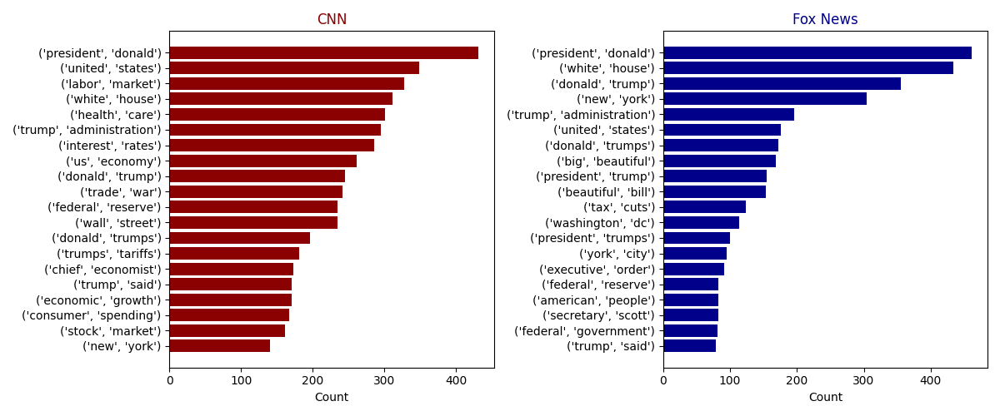 CNN
('president', 'donald')
('united', 'states')
('labor', 'market')
('white', 'house')
('health', 'care')
('trump', 'administration')
('interest', 'rates')
('us', 'economy')
('donald', 'trump')
('trade', 'war')
('federal', 'reserve')
('wall', 'street')
('donald', 'trumps')
('trumps', 'tariffs')
('chief', 'economist')
('trump', 'said')
('economic', 'growth')
('consumer', 'spending')
('stock', 'market')
('new', 'york')
0 100 200 300 400
Count
Fox News
('president', 'donald')
('white', 'house')
('donald', 'trump')
('new', 'york')
('trump', 'administration')
('united', 'states')
('donald', 'trumps')
('big', 'beautiful')
('president', 'trump')
('beautiful', 'bill')
('tax', 'cuts')
('washington', 'dc')
('president', 'trumps')
('york', 'city')
('executive', 'order')
('federal', 'reserve')
('american', 'people')
('secretary', 'scott')
('federal', 'government')
('trump', 'said')
0 100 200 300 400
Count